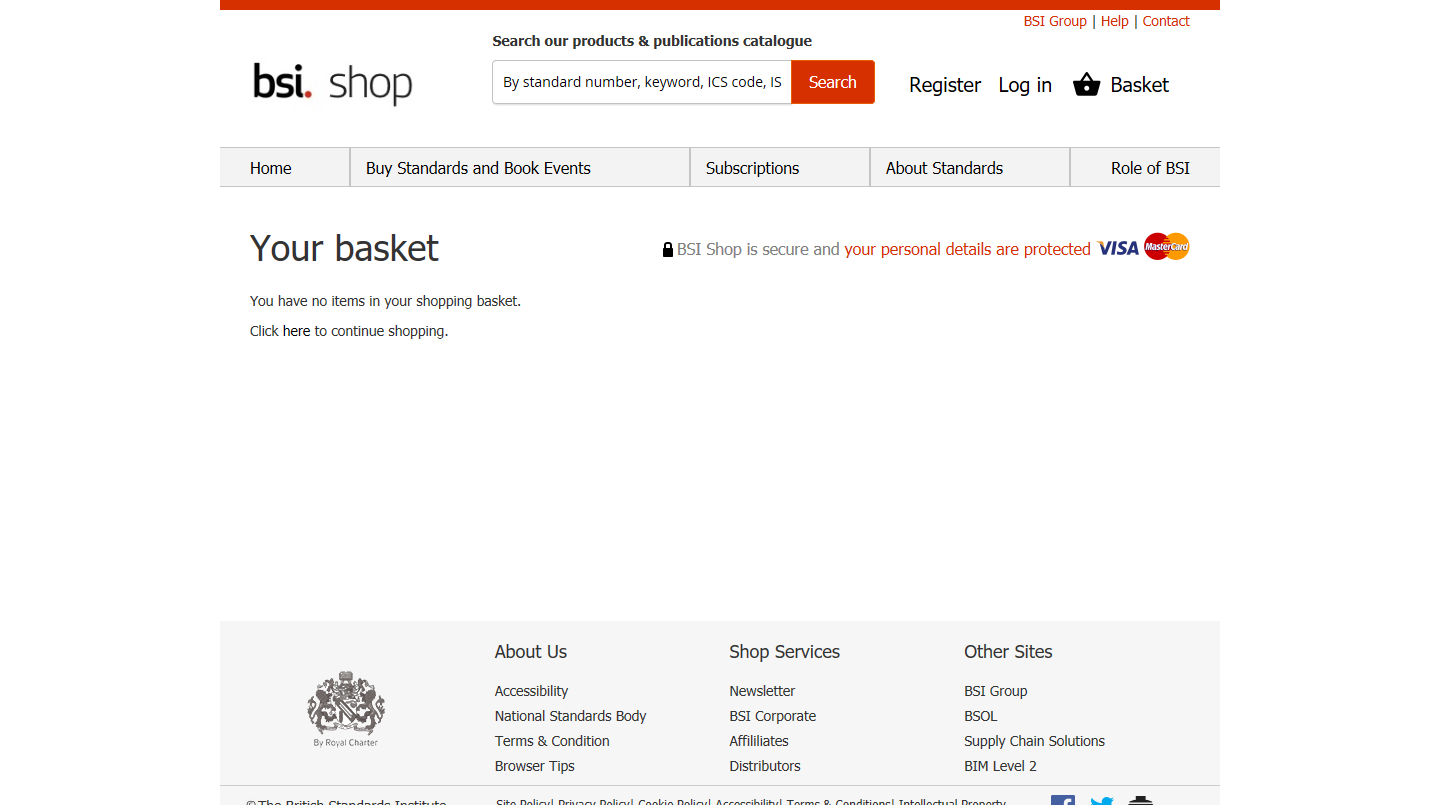 BSI Group | Help | Contact
Search our products & publications catalogue
bsi. shop
By standard number, keyword, ICS code, IS
Search
Register
Log in
Basket
Home
Buy Standards and Book Events
Subscriptions
About Standards
Role of BSI
Your basket
BSI Shop is secure and your personal details are protected
VISA
MasterCard
You have no items in your shopping basket.
Click here to continue shopping.
About Us
Accessibility
National Standards Body
Terms & Condition
Browser Tips
Shop Services
Newsletter
BSI Corporate
Affililiates
Distributors
Other Sites
BSI Group
BSOL
Supply Chain Solutions
BIM Level 2
By Royal Charter
© The British Standards Institute
Site Policy| Privacy Policy| Cookie Policy| Accessibility| Terms & Conditions| Intellectual Property